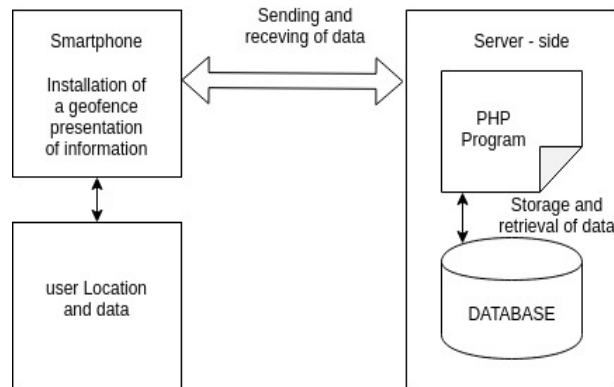 Smartphone
Installation of
a geofence
presentation
of information
user Location
and data
Sending and
receving of data
Server - side
PHP
Program
Storage and
retrieval of data
DATABASE